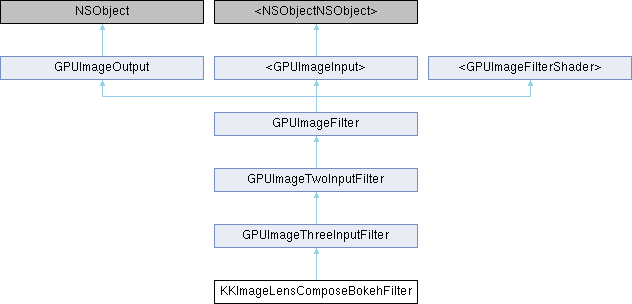 NSObject
<NSObjectNSObject>
GPUImageOutput
<GPUImageInput>
<GPUImageFilterShader>
GPUImageFilter
GPUImageTwoInputFilter
GPUImageThreeInputFilter
KKImageLensComposeBokehFilter